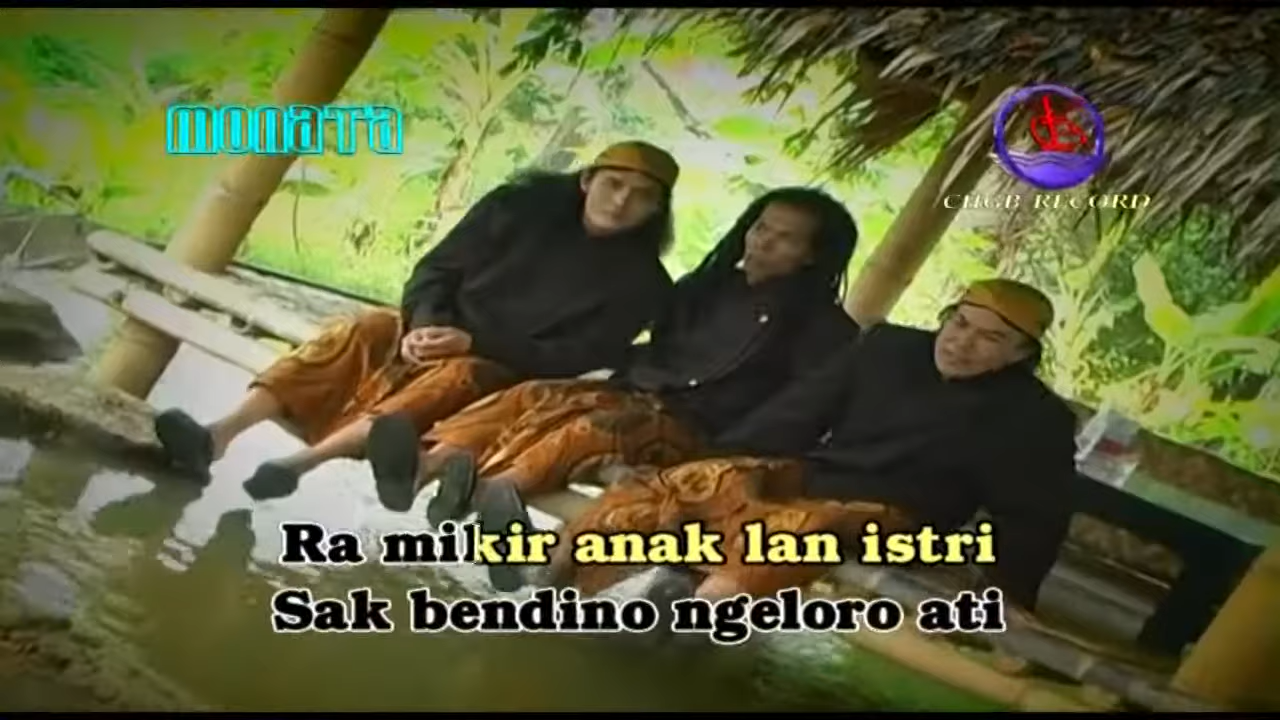 MONATA
CHGB RECORD
Ra mikir anak lan istri
Sak bendino ngeloro ati